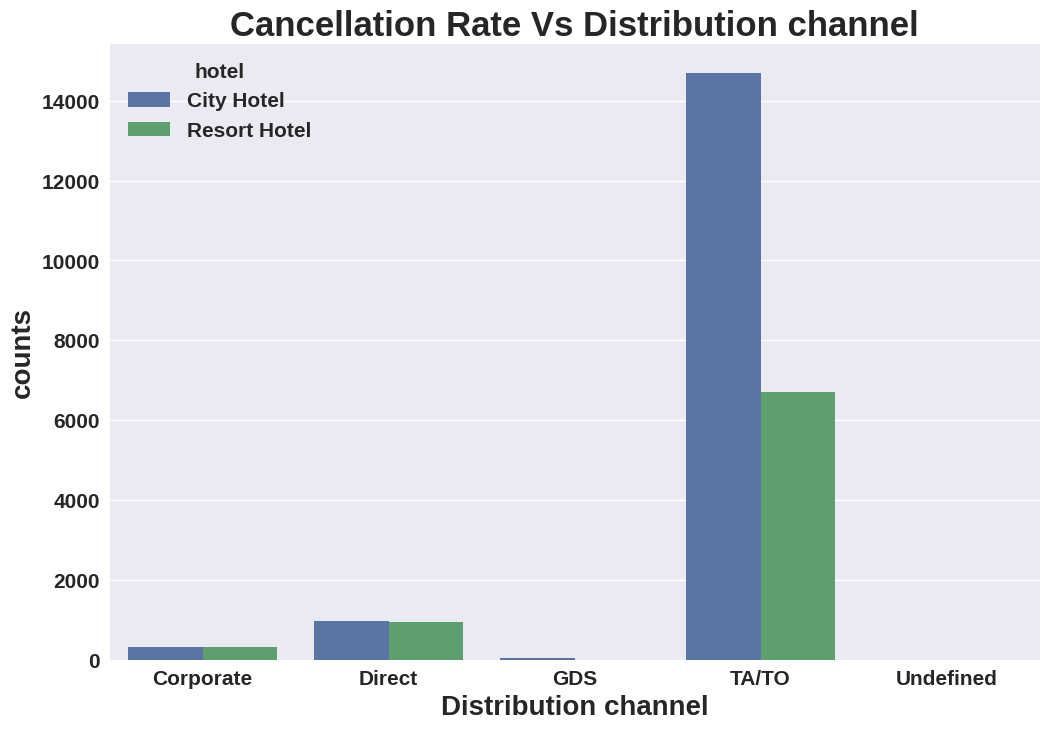 Cancellation Rate Vs Distribution channel
hotel
City Hotel
Resort Hotel
14000
12000
10000
8000
6000
4000
2000
0
counts
Corporate
Direct
GDS
TA/TO
Undefined
Distribution channel